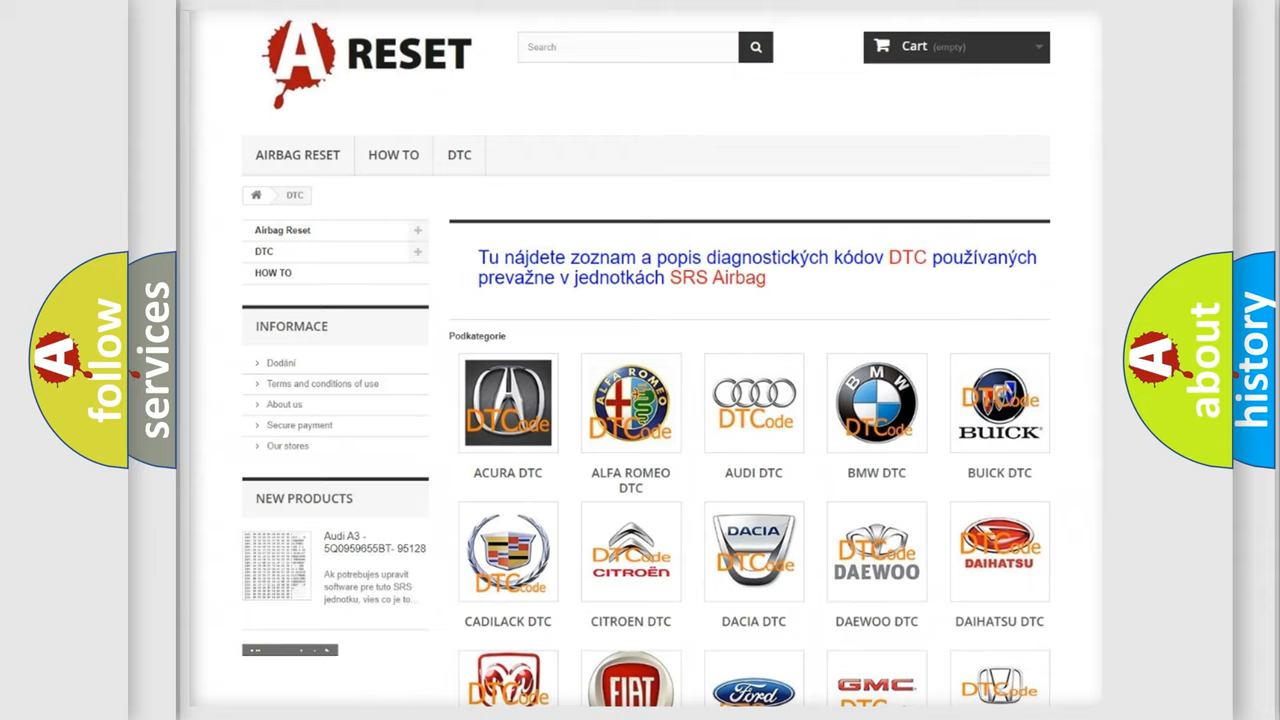 A RESET
Search
Cart (empty)
AIRBAG RESET
HOW TO
DTC
DTC
Airbag Reset
DTC
HOW TO
Tu nájdete zoznam a popis diagnostických kódov DTC používaných
prevažne v jednotkách SRS Airbag
INFORMACE
Dodání
Terms and conditions of use
About us
Secure payment
Our stores
NEW PRODUCTS
Audi A3 -
5Q0959655BT- 95128
Ak potrebujes upravit
software pre tuto SRS
jednotku, vies co je to...
Podkategorie
DTCode
ALFA ROMEO
DTCode
DTCode
BMW
DTCode
DTCode
BUICK
ACURA DTC
ALFA ROMEO
DTC
AUDI DTC
BMW DTC
BUICK DTC
DTCode
DTCode
CITROËN
DACIA
DTCode
DTCode
DAEWOO
DTCode
DAIHATSU
CADILACK DTC
CITROEN DTC
DACIA DTC
DAEWOO DTC
DAIHATSU DTC
DTCode
FIAT
Ford
GMC
DTCode
A follow
services
A about
history